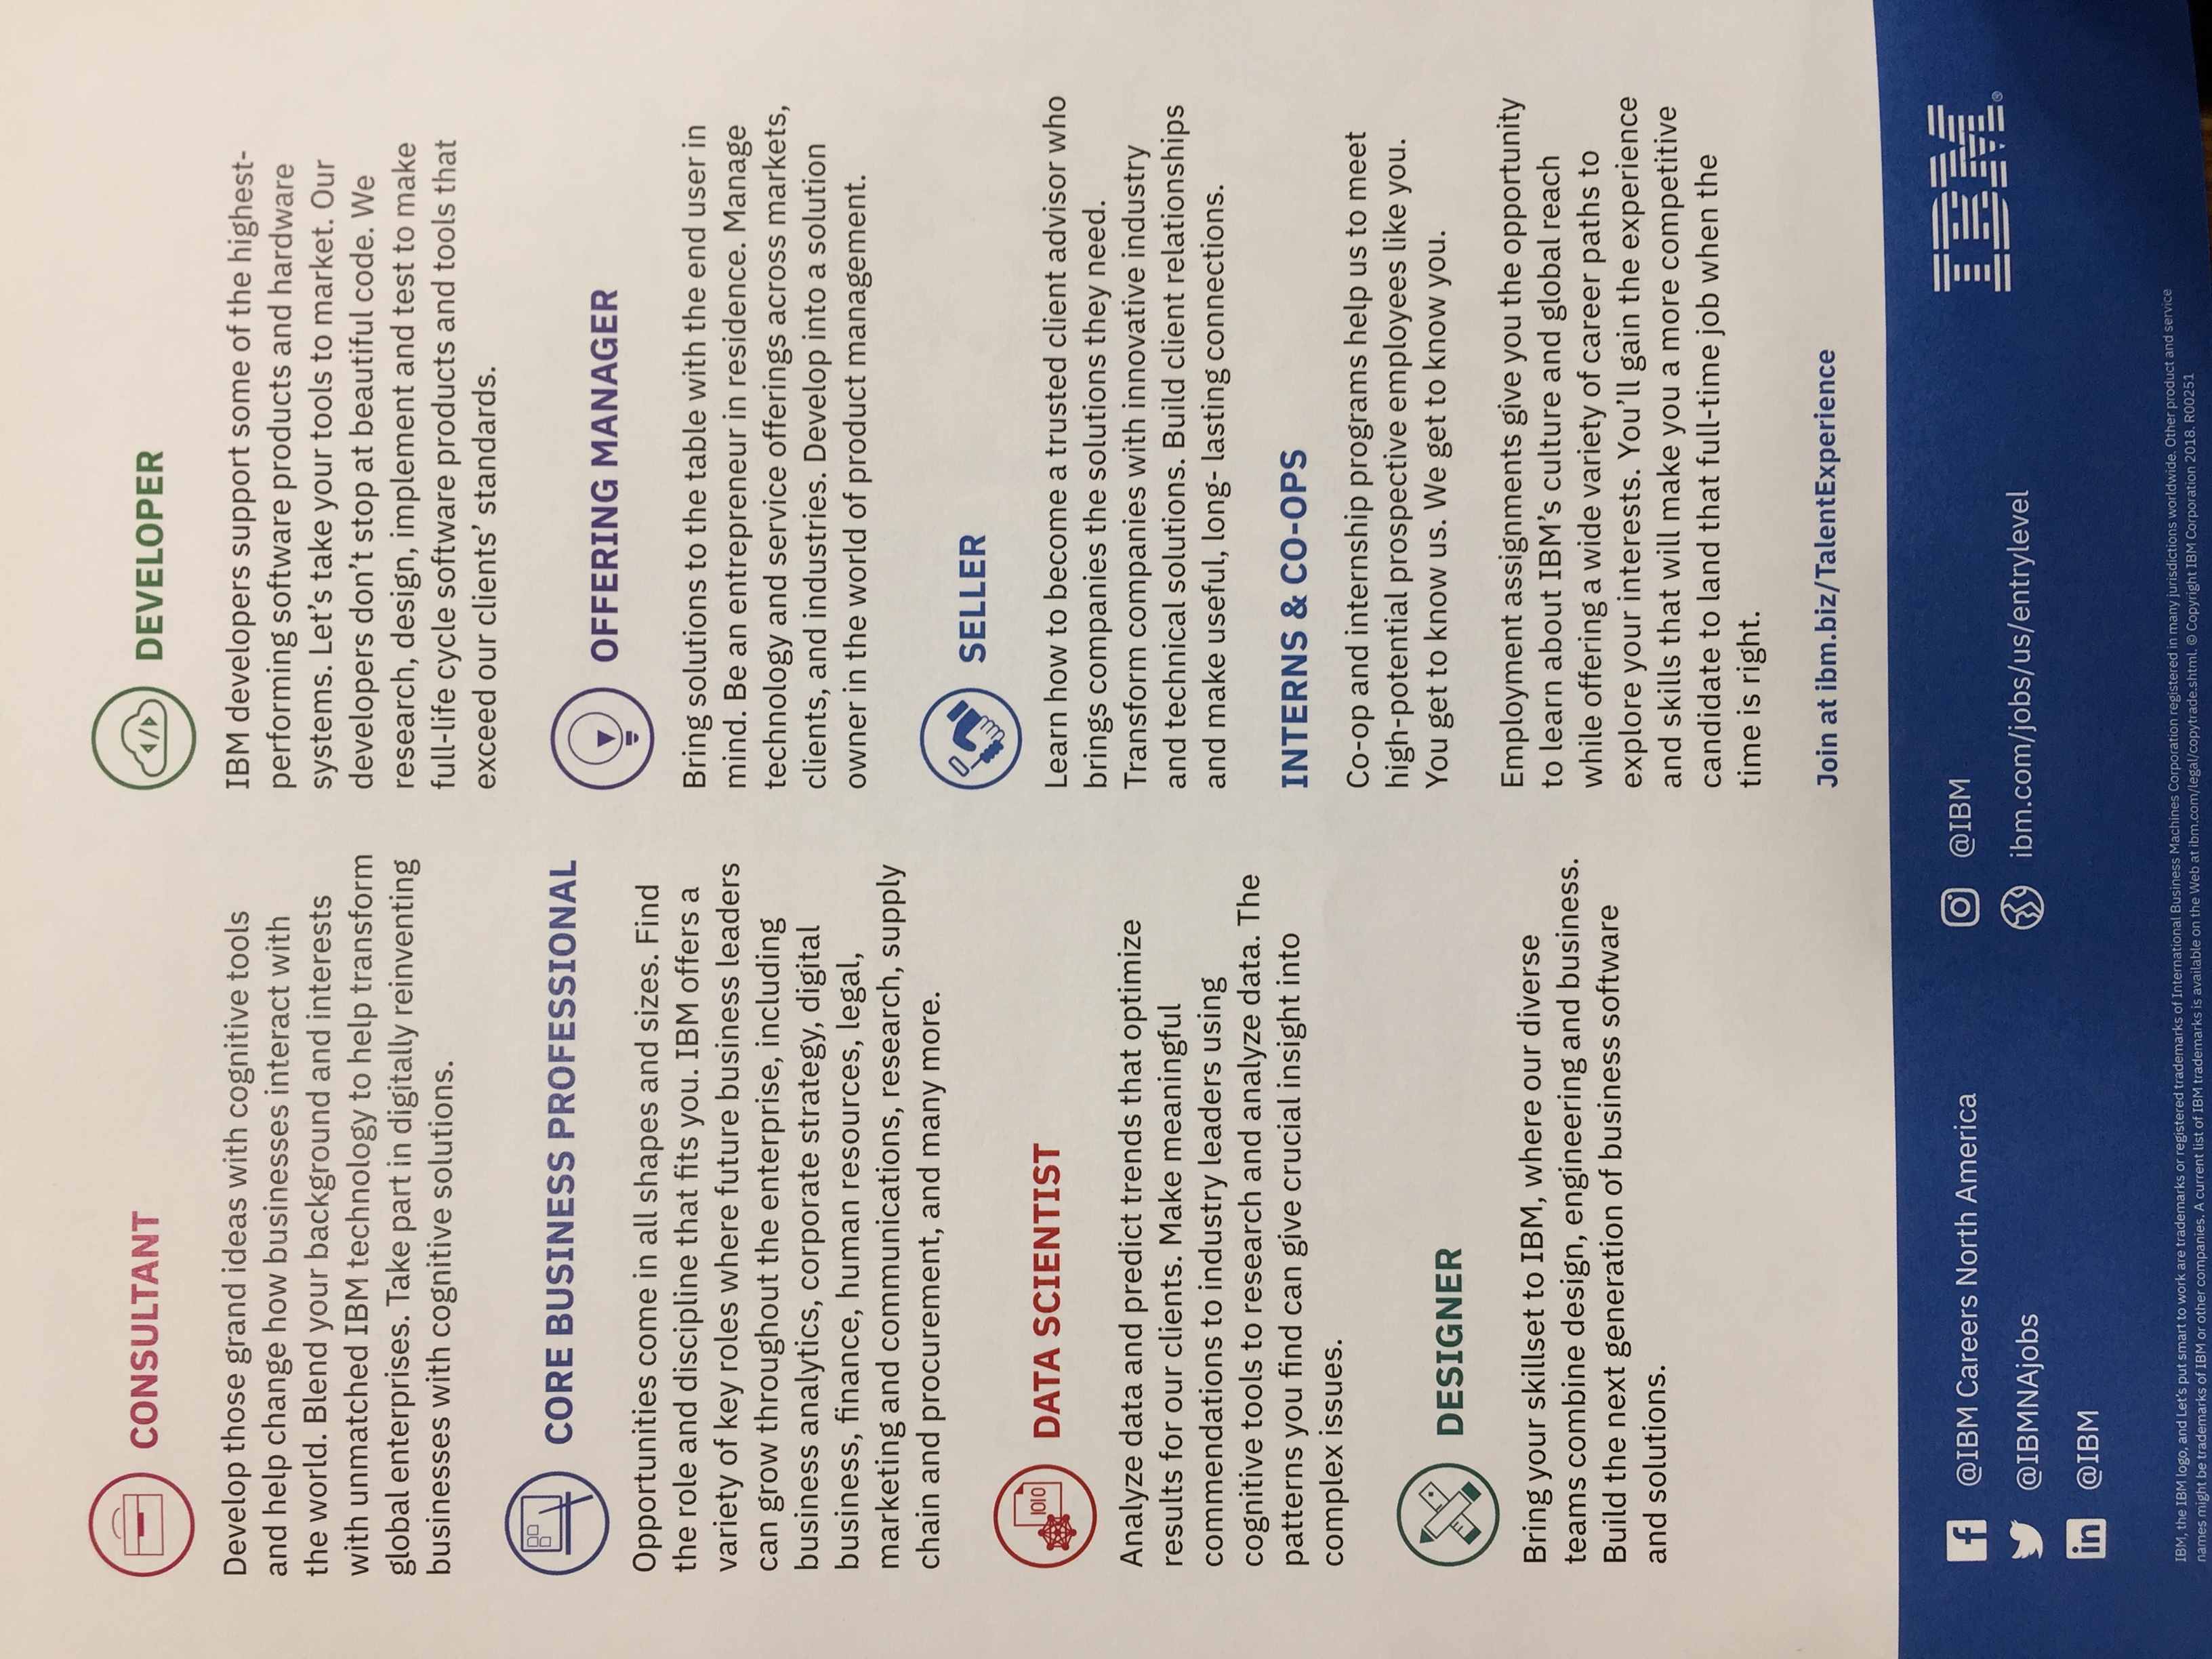 CONSULTANT
Develop those grand ideas with cognitive tools
and help change how businesses interact with
the world. Blend your background and interests
with unmatched IBM technology to help transform
global enterprises. Take part in digitally reinventing
businesses with cognitive solutions.
CORE BUSINESS PROFESSIONAL
Opportunities come in all shapes and sizes. Find
the role and discipline that fits you. IBM offers a
variety of key roles where future business leaders
can grow throughout the enterprise, including
business analytics, corporate strategy, digital
business, finance, human resources, legal,
marketing and communications, research, supply
chain and procurement, and many more.
1010
DATA SCIENTIST
Analyze data and predict trends that optimize
results for our clients. Make meaningful
commendations to industry leaders using
cognitive tools to research and analyze data. The
patterns you find can give crucial insight into
complex issues.
DESIGNER
Bring your skillset to IBM, where our diverse
teams combine design, engineering and business.
Build the next generation of business software
and solutions.
</>
DEVELOPER
IBM developers support some of the highest-
performing software products and hardware
systems. Let's take your tools to market. Our
developers don't stop at beautiful code. We
research, design, implement and test to make
full-life cycle software products and tools that
exceed our clients' standards.
OFFERING MANAGER
Bring solutions to the table with the end user in
mind. Be an entrepreneur in residence. Manage
technology and service offerings across markets,
clients, and industries. Develop into a solution
owner in the world of product management.
SELLER
Learn how to become a trusted client advisor who
brings companies the solutions they need.
Transform companies with innovative industry
and technical solutions. Build client relationships
and make useful, long- lasting connections.
INTERNS & CO-OPS
Co-op and internship programs help us to meet
high-potential prospective employees like you.
You get to know us. We get to know you.
Employment assignments give you the opportunity
to learn about IBM's culture and global reach
while offering a wide variety of career paths to
explore your interests. You'll gain the experience
and skills that will make you a more competitive
candidate to land that full-time job when the
time is right.
Join at ibm.biz/TalentExperience
f @IBM Careers North America
@IBMNAjobs
in @IBM
@IBM
ibm.com/jobs/us/entrylevel
IBM®
IBM, the IBM logo, and Let's put smart to work are trademarks or registered trademarks of International Business Machines Corporation registered in many jurisdictions worldwide. Other product and service
names might be trademarks of IBM or other companies. A current list of IBM trademarks is available on the Web at ibm.com/legal/copytrade.shtml. © Copyright IBM Corporation 2018. R00251